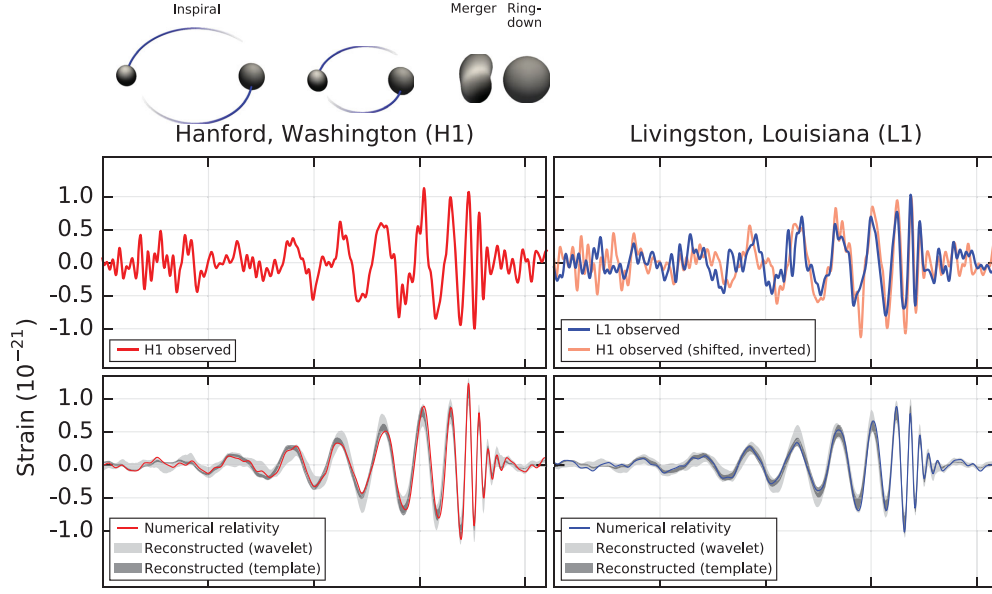 Inspiral
Merger Ring-
down
Hanford, Washington (H1)
Livingston, Louisiana (L1)
Strain (10⁻²¹)
1.0
0.5
0.0
-0.5
-1.0
H1 observed
L1 observed
H1 observed (shifted, inverted)
1.0
0.5
0.0
-0.5
-1.0
Numerical relativity
Reconstructed (wavelet)
Reconstructed (template)
Numerical relativity
Reconstructed (wavelet)
Reconstructed (template)